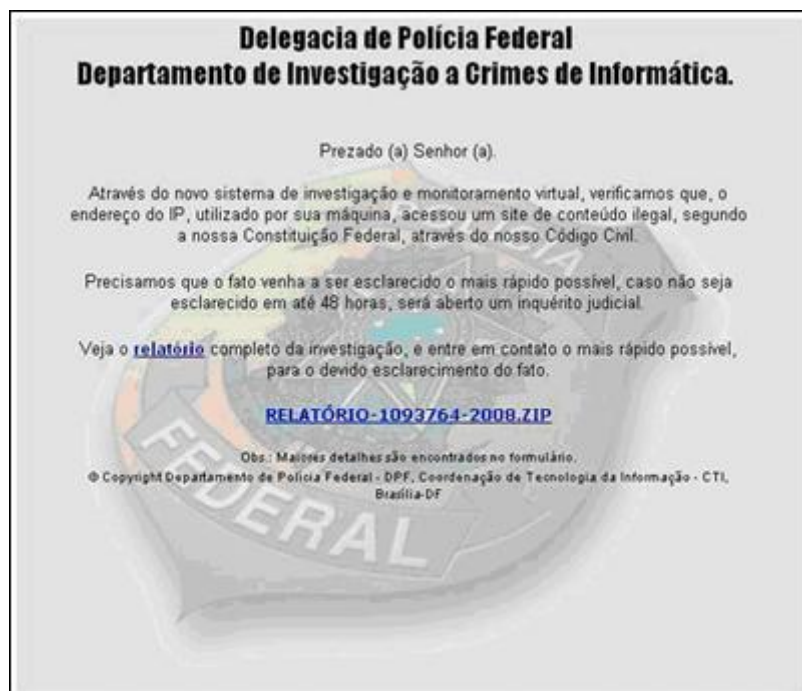 Delegacia de Polícia Federal
Departamento de Investigação a Crimes de Informática.
Prezado (a) Senhor (a).
Através do novo sistema de investigação e monitoramento virtual, verificamos que, o
endereço do IP, utilizado por sua máquina, acessou um site de conteúdo ilegal, segundo
a nossa Constituição Federal, através do nosso Código Civil.
Precisamos que o fato venha a ser esclarecido o mais rápido possível, caso não seja
esclarecido em até 48 horas, será aberto um inquérito judicial.
Veja o relatório completo da investigação, e entre em contato o mais rápido possível,
para o devido esclarecimento do fato.
RELATÓRIO-1093764-2008.ZIP
Obs.: Maiores detalhes são encontrados no formulário.
© Copyright Departamento de Polícia Federal - DPF, Coordenação de Tecnologia da Informação - CTI,
Brasília-DF
POLICIA
FEDERAL